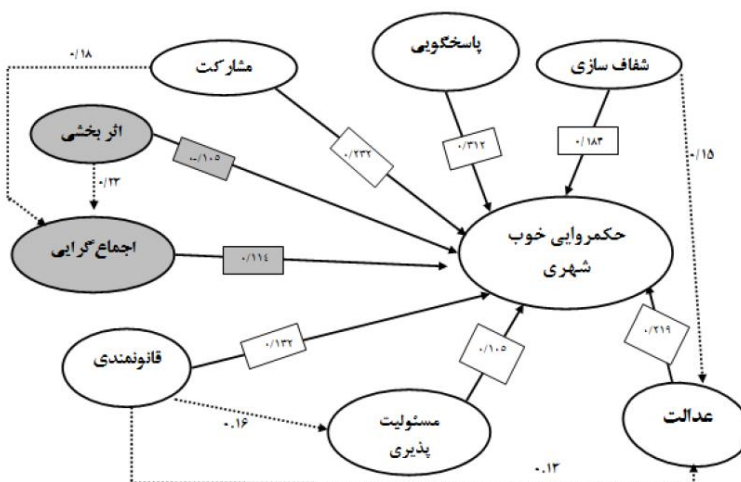 ۰/۱۸
مشارکت
پاسخگویی
شفاف سازی
اثر بخشی
۰/۲۳
-۰/۱۰۵
۰/۲۳۲
۰/۳۱۲
۰/۱۸۴
۰/۱۵
اجماع‌گرایی
۰/۱۱٤
حکمروایی خوب
شهری
قانونمندی
۰/۱۳۲
۰/۱۰۵
۰/۲۱۹
۰.۱۶
مسئولیت
پذیری
عدالت
۰.۱۳